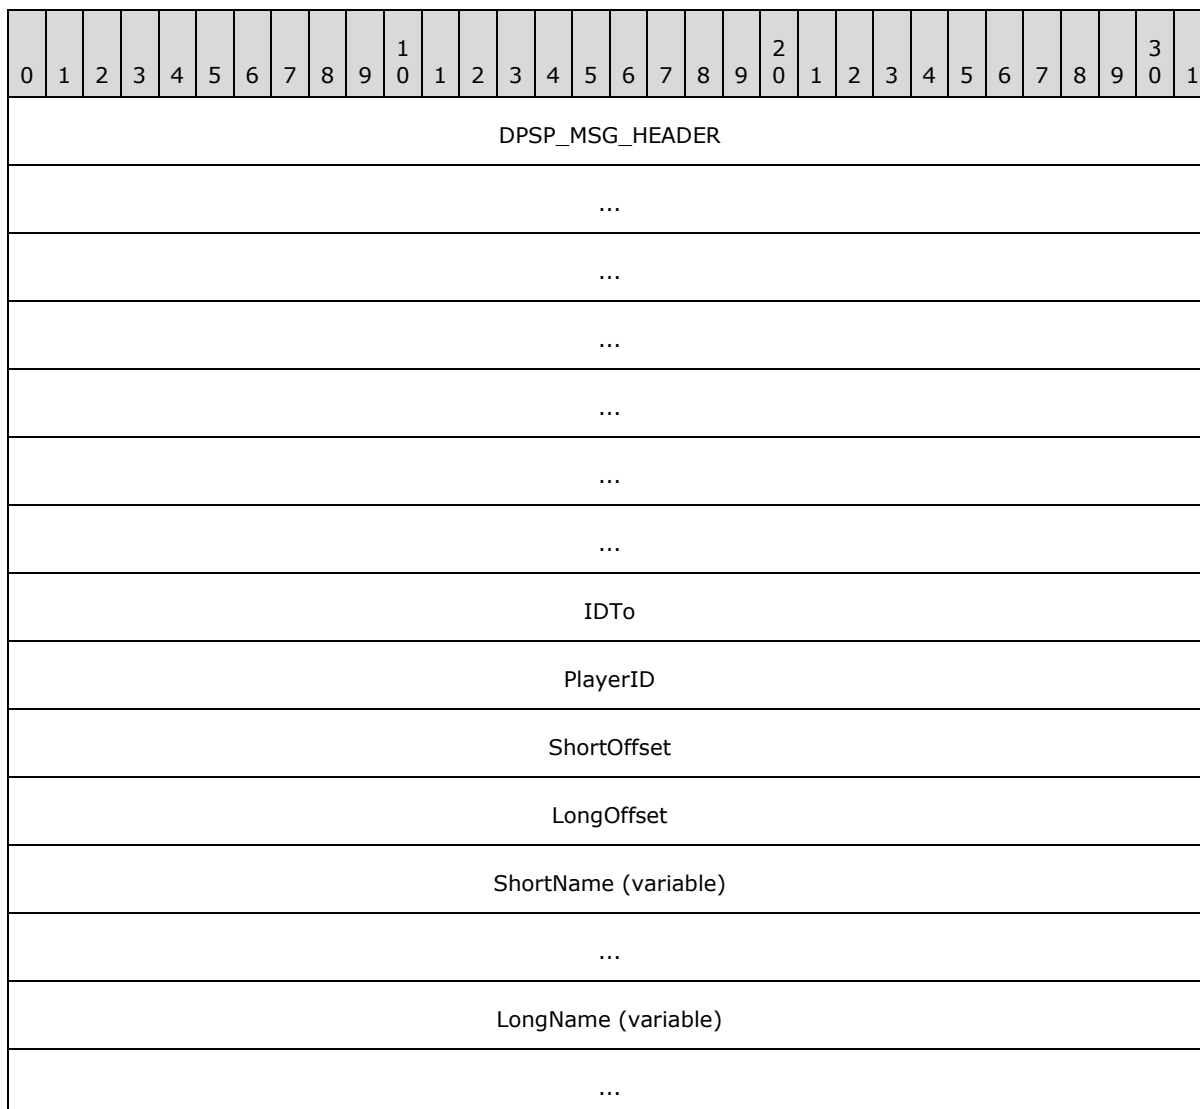 1 2 3
0 1 2 3 4 5 6 7 8 9 0 1 2 3 4 5 6 7 8 9 0 1 2 3 4 5 6 7 8 9 0 1
DPSP_MSG_HEADER
...
...
...
...
...
...
IDTo
PlayerID
ShortOffset
LongOffset
ShortName (variable)
...
LongName (variable)
...